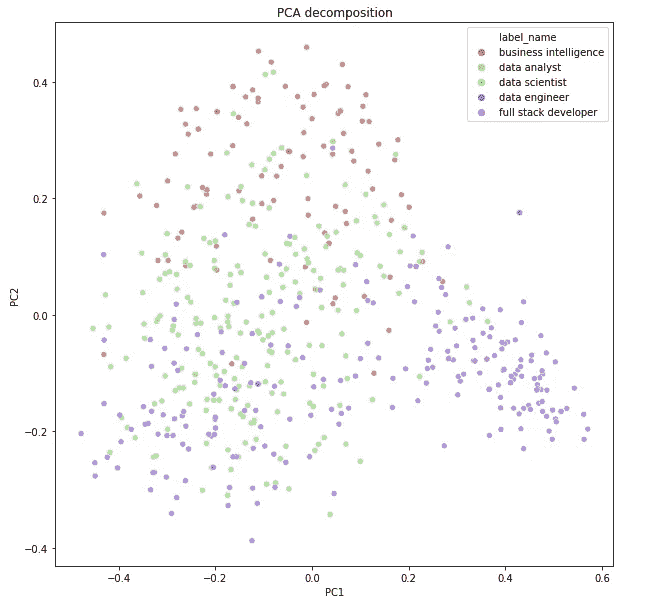 PCA decomposition
label_name
business intelligence
data analyst
data scientist
data engineer
full stack developer
0.4
0.2
0.0
−0.2
−0.4
PC2
−0.4
−0.2
0.0
0.2
0.4
0.6
PC1